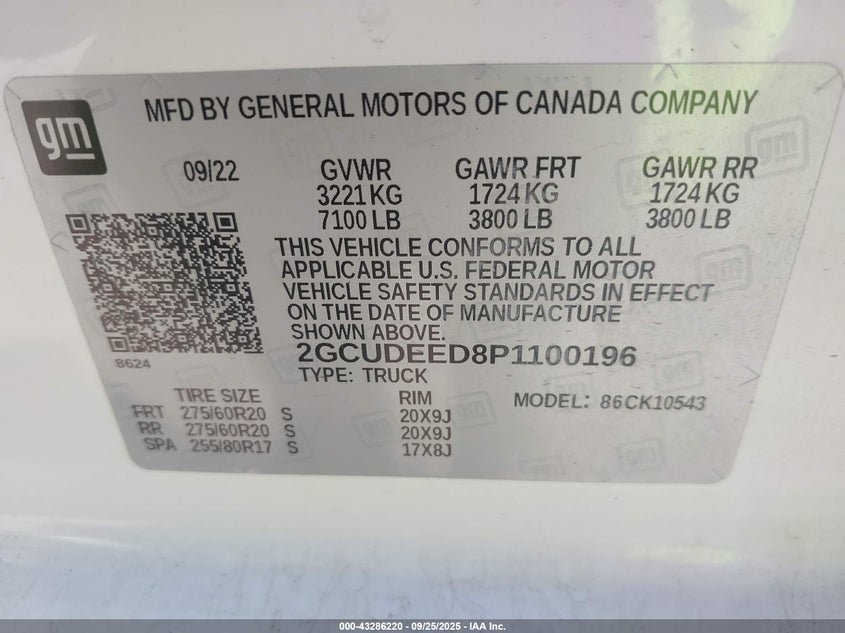 gm
MFD BY GENERAL MOTORS OF CANADA COMPANY
09/22 GVWR GAWR FRT GAWR RR
3221 KG 1724 KG 1724 KG
7100 LB 3800 LB 3800 LB
THIS VEHICLE CONFORMS TO ALL
APPLICABLE U.S. FEDERAL MOTOR
VEHICLE SAFETY STANDARDS IN EFFECT
ON THE DATE OF MANUFACTURE
SHOWN ABOVE.
2GCUDEED8P1100196
8624
TYPE: TRUCK
TIRE SIZE RIM MODEL: 86CK10543
FRT 275/60R20 S 20X9J
RR 275/60R20 S 20X9J
SPA 255/80R17 S 17X8J
000-43286220 - 09/25/2025 - IAA Inc.